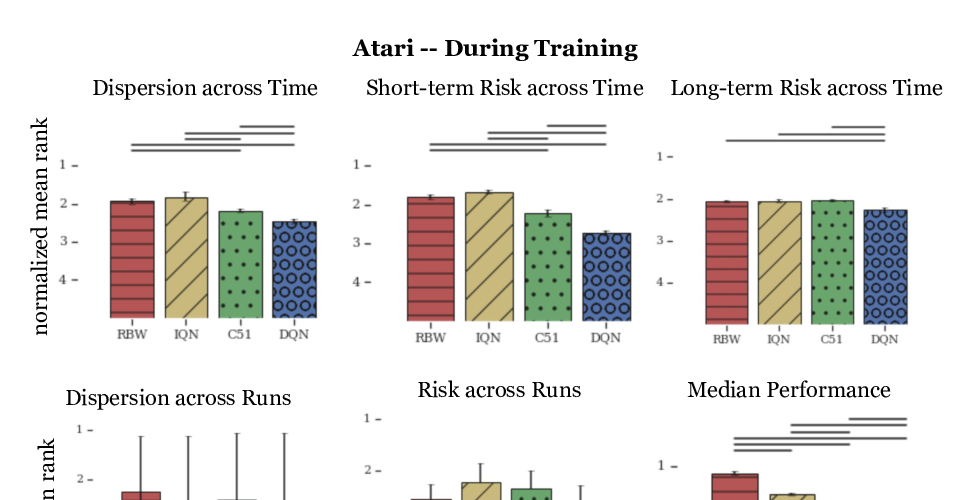 Atari -- During Training
Dispersion across Time
Short-term Risk across Time
Long-term Risk across Time
normalized mean rank
1
2
3
4
RBW IQN C51 DQN
1
2
3
4
RBW IQN C51 DQN
1
2
3
4
RBW IQN C51 DQN
Dispersion across Runs
Risk across Runs
Median Performance
rank
1
2
1
2
1